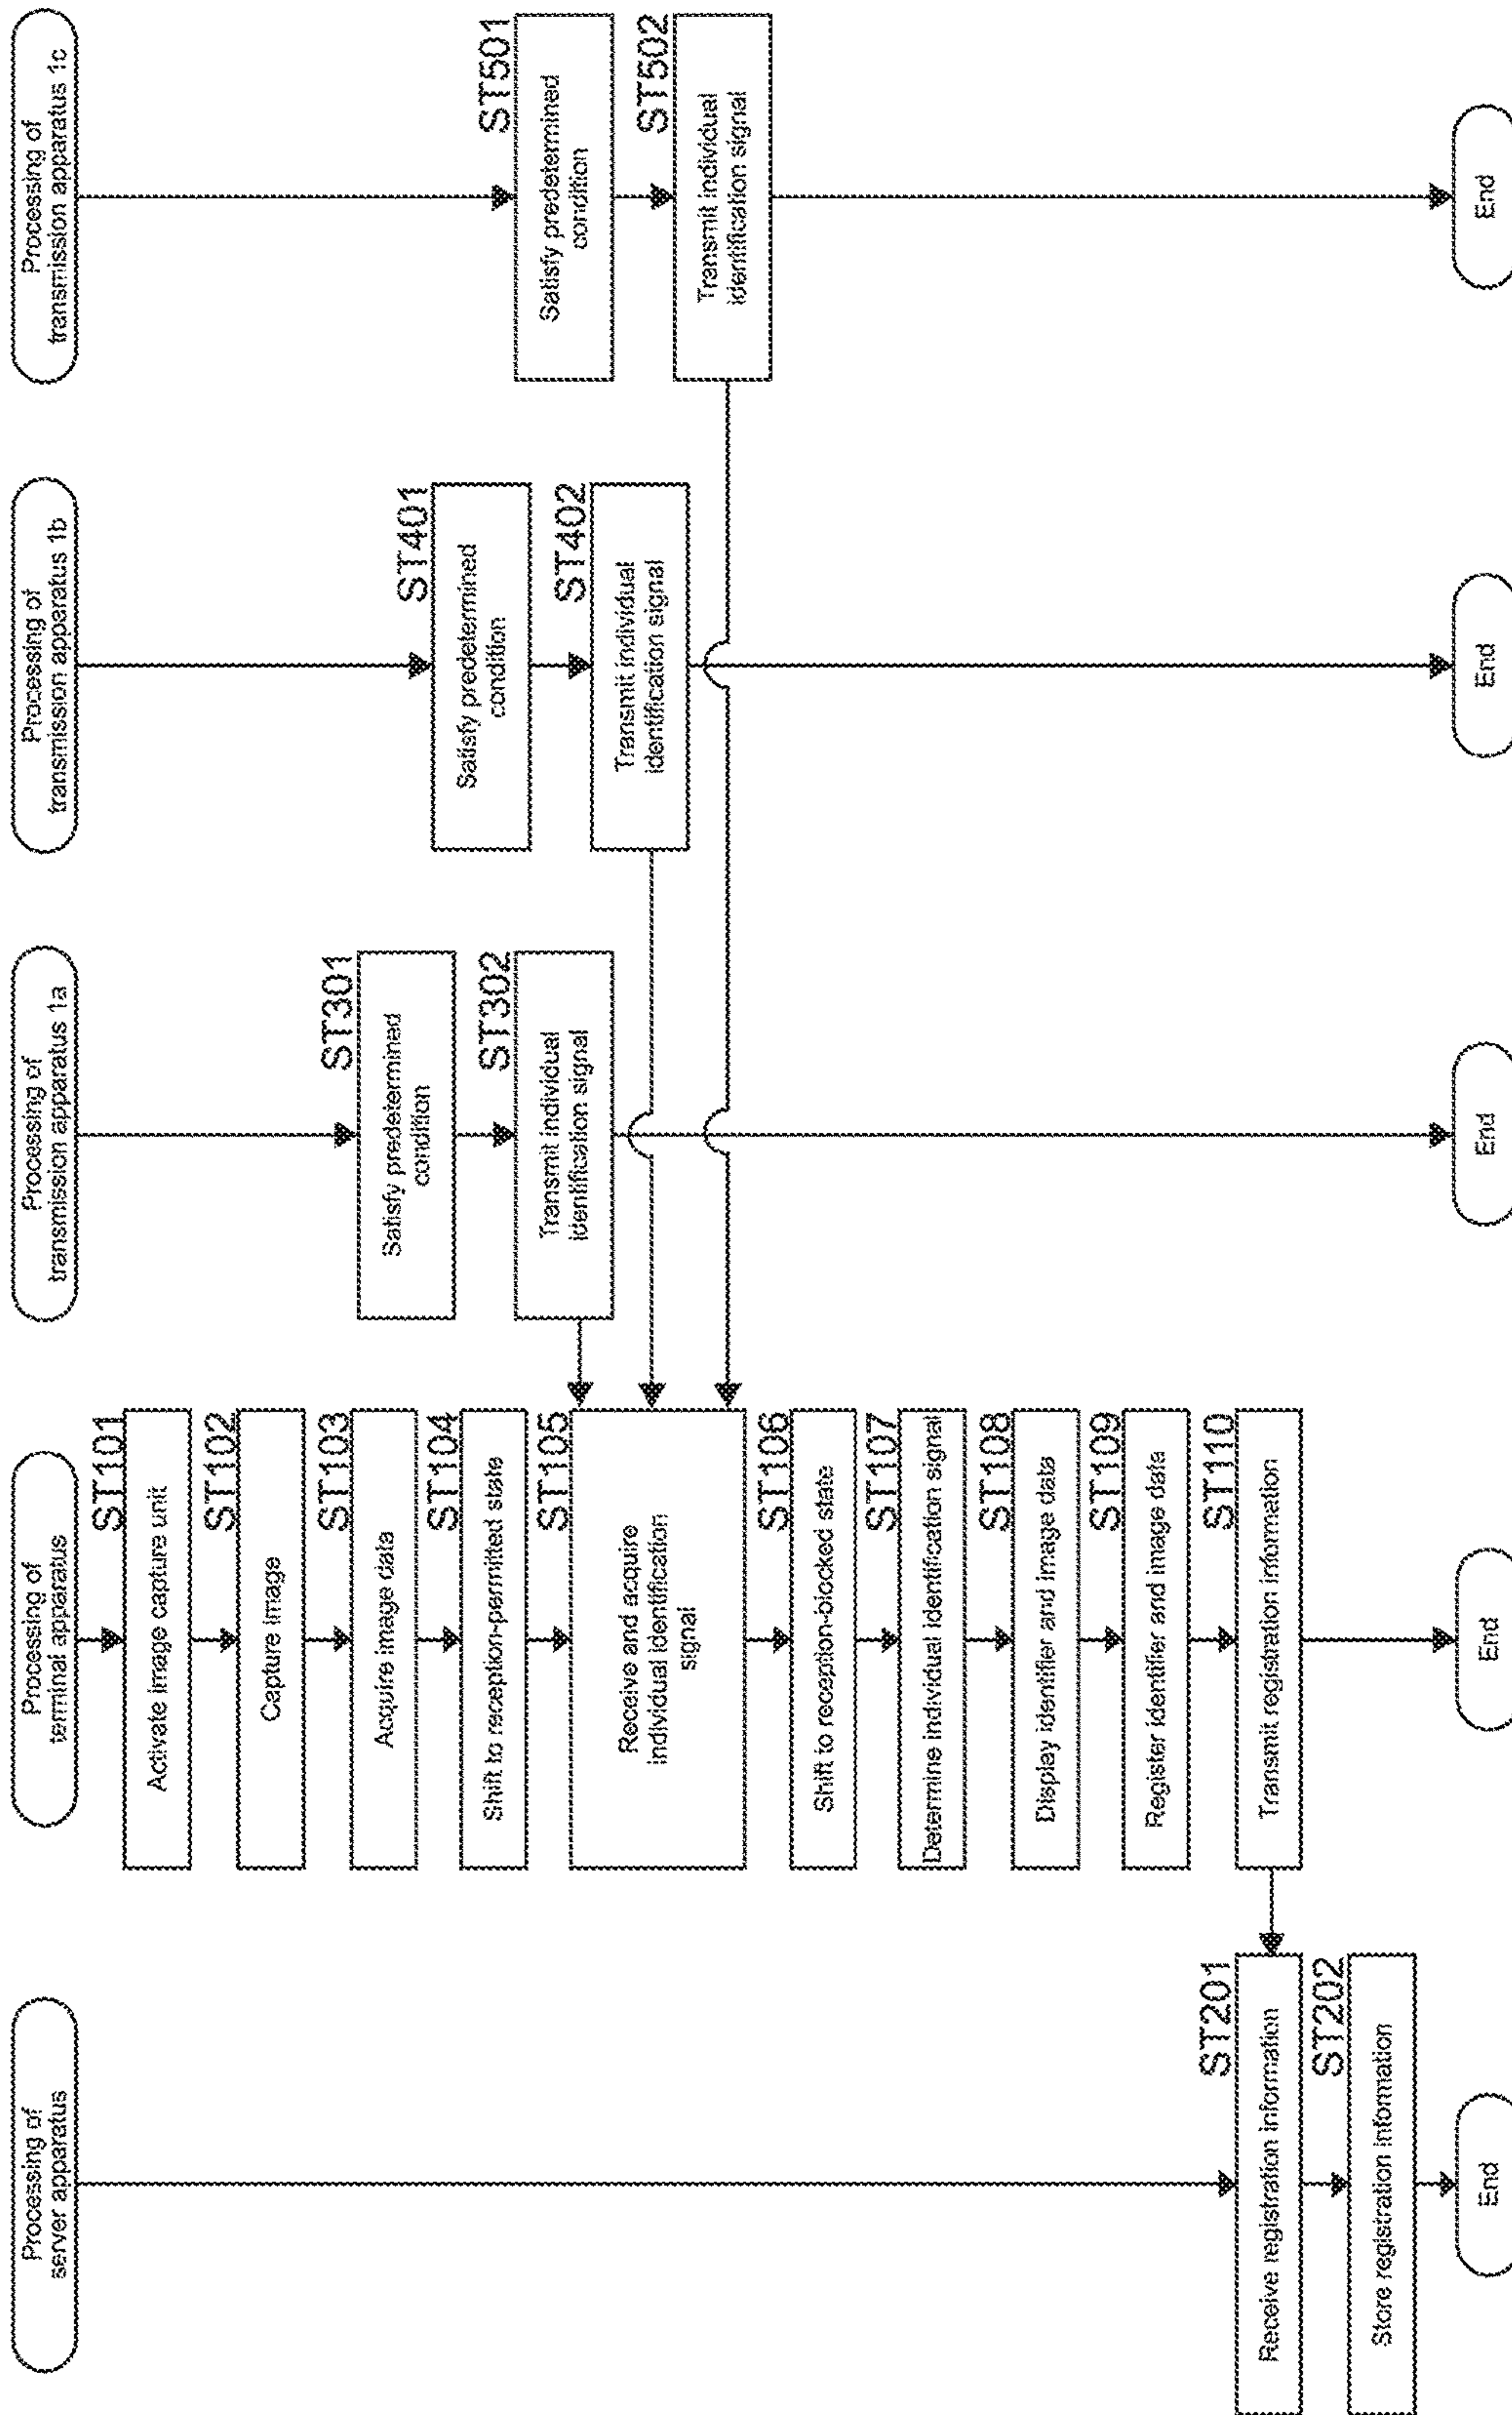 Processing of
server apparatus
ST201
Receive registration information
ST202
Store registration information
End
Processing of
terminal apparatus
ST101
Activate image capture unit
ST102
Capture image
ST103
Acquire image data
ST104
Shift to reception-permitted state
ST105
Receive and acquire
individual identification
signal
ST106
Shift to reception-blocked state
ST107
Determine individual identification signal
ST108
Display identifier and image data
ST109
Register identifier and image data
ST110
Transmit registration information
End
Processing of
transmission apparatus 1a
ST301
Satisfy predetermined
condition
ST302
Transmit individual
identification signal
End
Processing of
transmission apparatus 1b
ST401
Satisfy predetermined
condition
ST402
Transmit individual
identification signal
End
Processing of
transmission apparatus 1c
ST501
Satisfy predetermined
condition
ST502
Transmit individual
identification signal
End